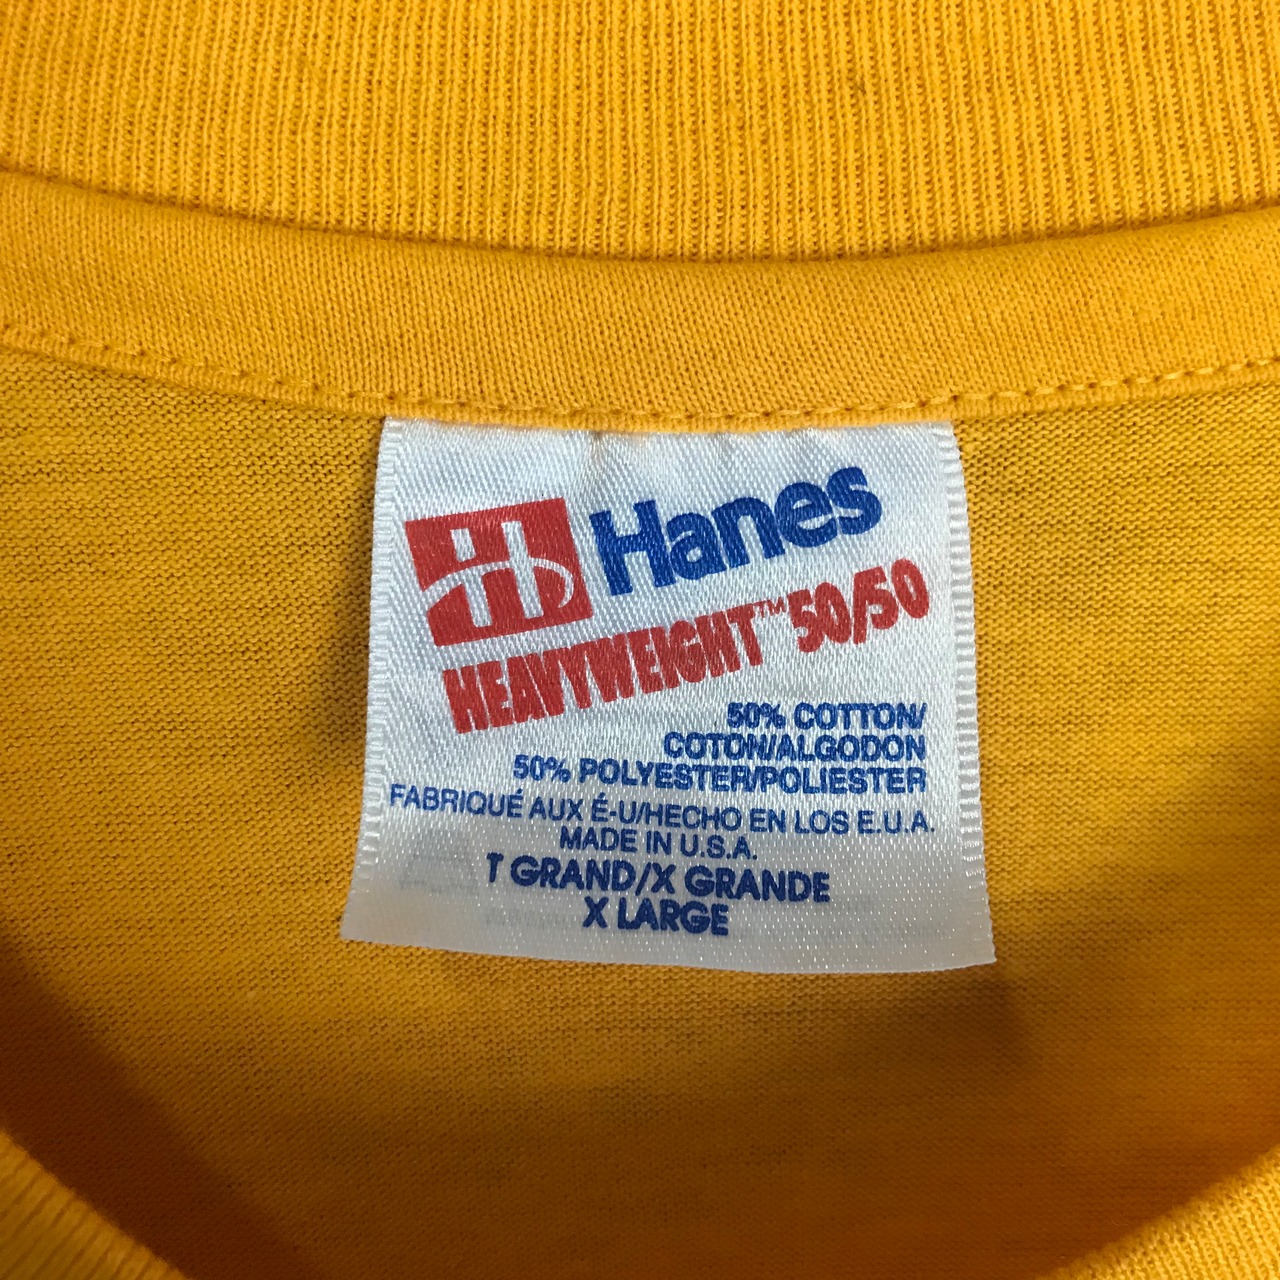 Hanes
HEAVYWEIGHT™ 50/50
50% COTTON/
COTON/ALGODON
50% POLYESTER/POLIESTER
FABRIQUÉ AUX É-U/HECHO EN LOS E.U.A.
MADE IN U.S.A.
T GRAND/X GRANDE
X LARGE